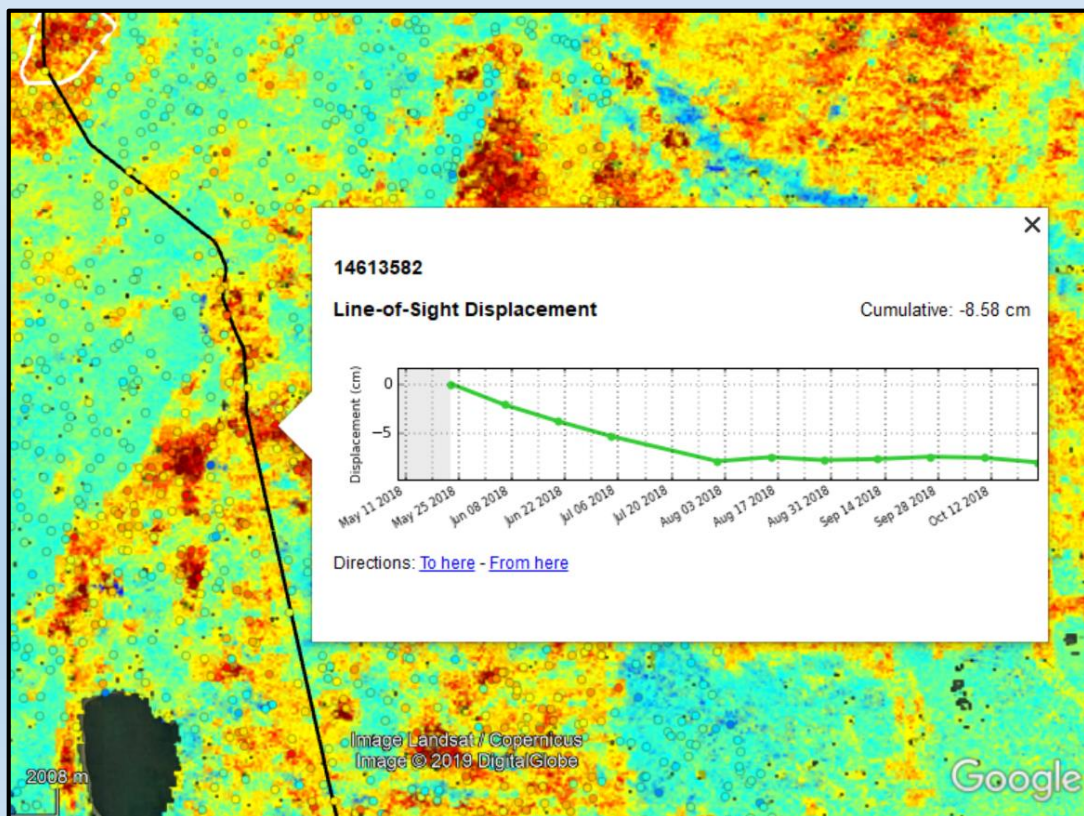 14613582
Line-of-Sight Displacement
Cumulative: -8.58 cm
Displacement (cm)
0
−5
May 11 2018
May 25 2018
Jun 08 2018
Jun 22 2018
Jul 06 2018
Jul 20 2018
Aug 03 2018
Aug 17 2018
Aug 31 2018
Sep 14 2018
Sep 28 2018
Oct 12 2018
Directions: To here - From here
Image Landsat / Copernicus
Image © 2019 DigitalGlobe
2008 m
Google